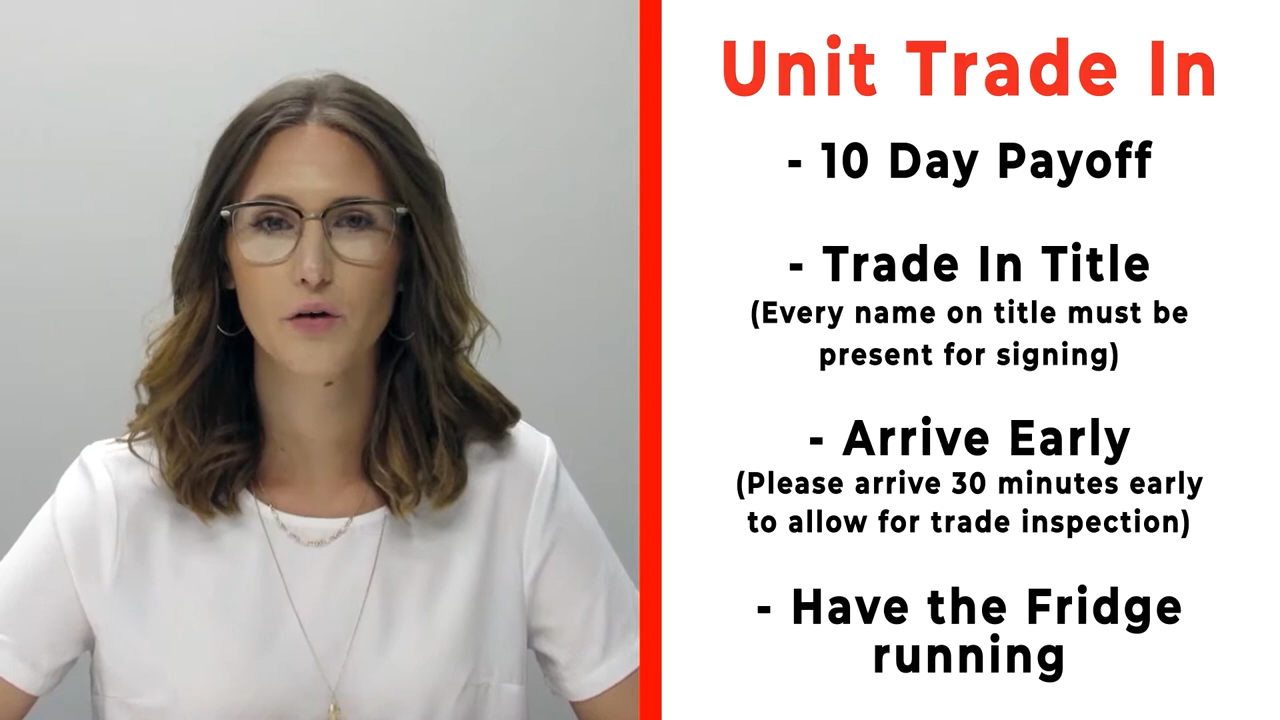 Unit Trade In
- 10 Day Payoff
- Trade In Title
(Every name on title must be
present for signing)
- Arrive Early
(Please arrive 30 minutes early
to allow for trade inspection)
- Have the Fridge
running